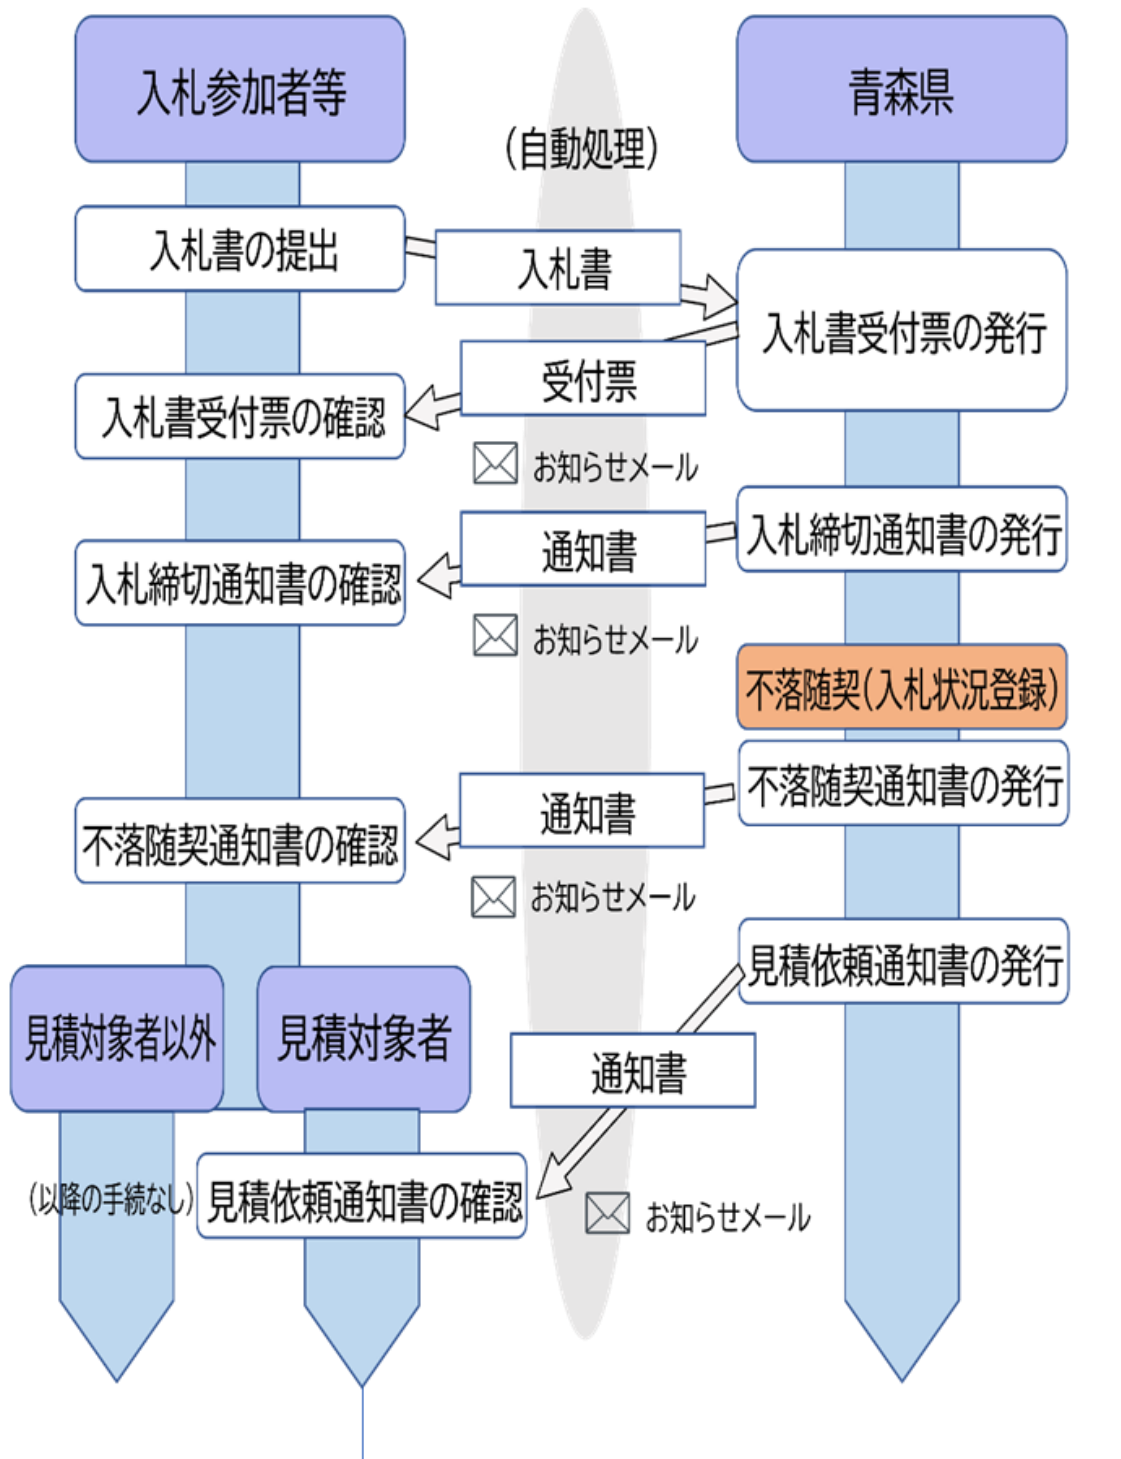 入札参加者等
青森県
(自動処理)
入札書の提出
入札書
入札書受付票の発行
受付票
入札書受付票の確認
お知らせメール
入札締切通知書の発行
通知書
入札締切通知書の確認
お知らせメール
不落随契(入札状況登録)
不落随契通知書の発行
通知書
不落随契通知書の確認
お知らせメール
見積依頼通知書の発行
見積対象者以外
見積対象者
通知書
(以降の手続なし)
見積依頼通知書の確認
お知らせメール